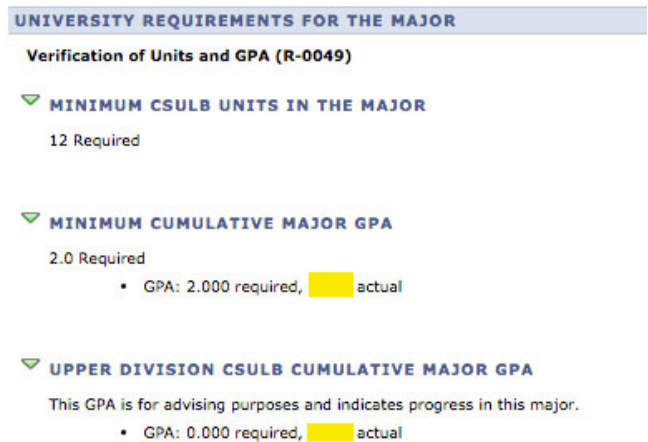 UNIVERSITY REQUIREMENTS FOR THE MAJOR
Verification of Units and GPA (R-0049)
MINIMUM CSULB UNITS IN THE MAJOR
12 Required
MINIMUM CUMULATIVE MAJOR GPA
2.0 Required
• GPA: 2.000 required, actual
UPPER DIVISION CSULB CUMULATIVE MAJOR GPA
This GPA is for advising purposes and indicates progress in this major.
• GPA: 0.000 required, actual